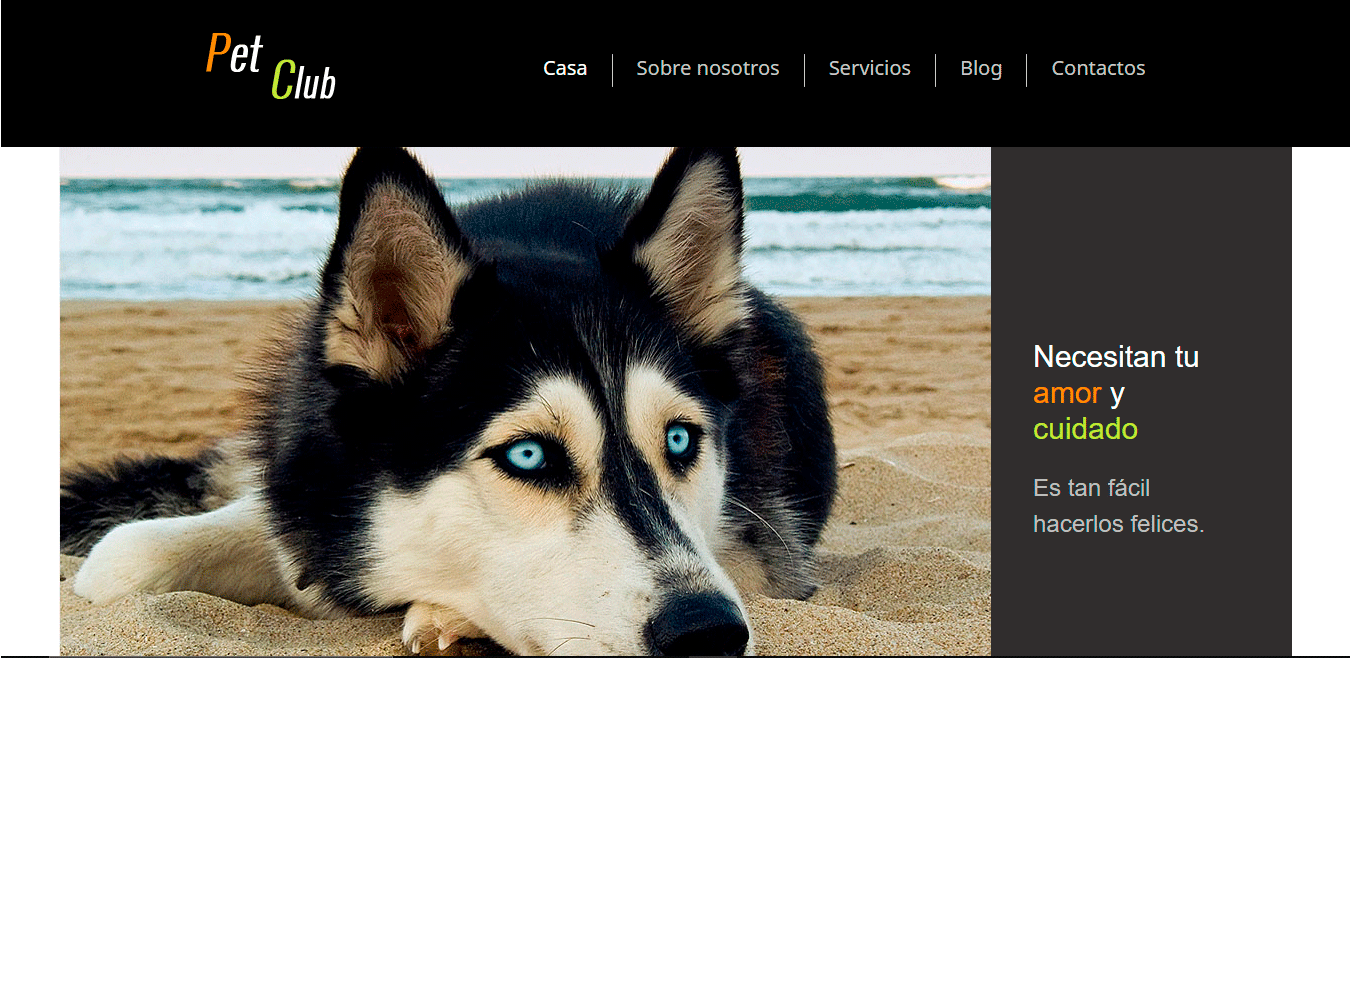 Pet
Club
Casa
Sobre nosotros
Servicios
Blog
Contactos
Necesitan tu
amor y
cuidado
Es tan fácil
hacerlos felices.